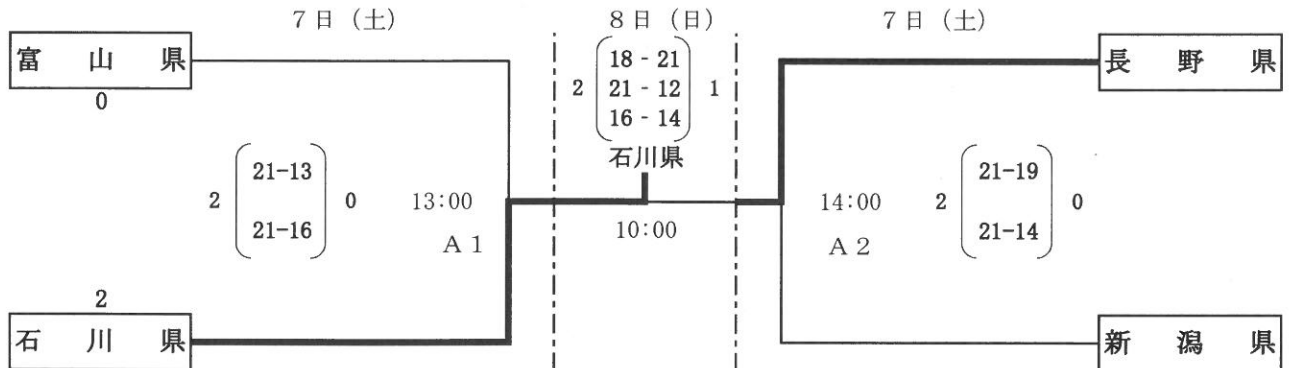 7日(土) 8日(日) 7日(土)
富山県 18 - 21 長野県
2 21 - 12 1
0 16 - 14
石川県
21-13 21-19
2 0 13:00 14:00 2 0
21-16 10:00 21-14
A1 A2
2
石川県 新潟県